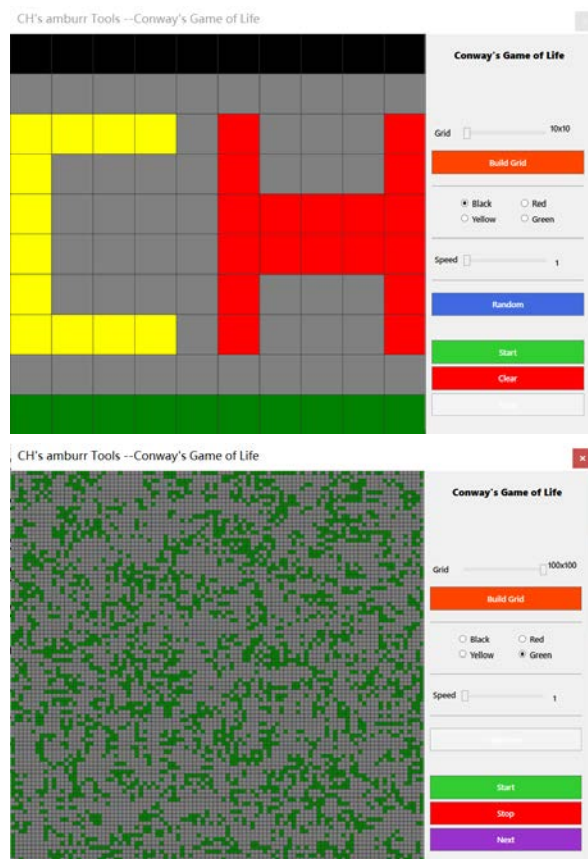 CH's amburr Tools --Conway's Game of Life
Conway's Game of Life
Grid 10x10
Build Grid
Black Red
Yellow Green
Speed 1
Random
Start
Clear
CH's amburr Tools --Conway's Game of Life
Conway's Game of Life
Grid 100x100
Build Grid
Black Red
Yellow Green
Speed 1
Start
Stop
Next